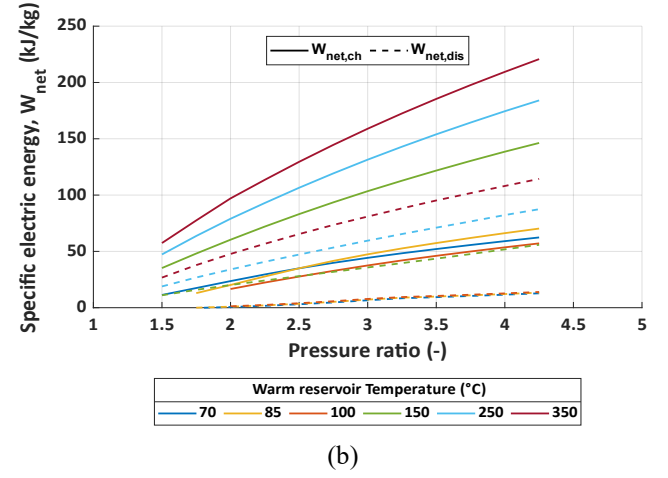 Specific electric energy, W_net (kJ/kg)
250
200
150
100
50
0
W_net,ch W_net,dis
1 1.5 2 2.5 3 3.5 4 4.5 5
Pressure ratio (-)
Warm reservoir Temperature (°C)
70 85 100 150 250 350
(b)